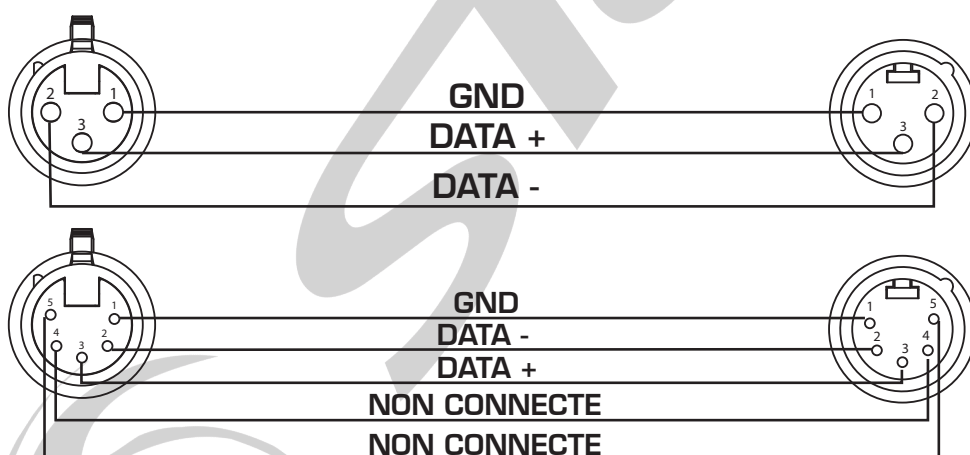 2 1 GND 1 2
3 DATA + 3
DATA -
5 1 GND 1 5
4 2 DATA - 2 4
3 DATA + 3
NON CONNECTE
NON CONNECTE